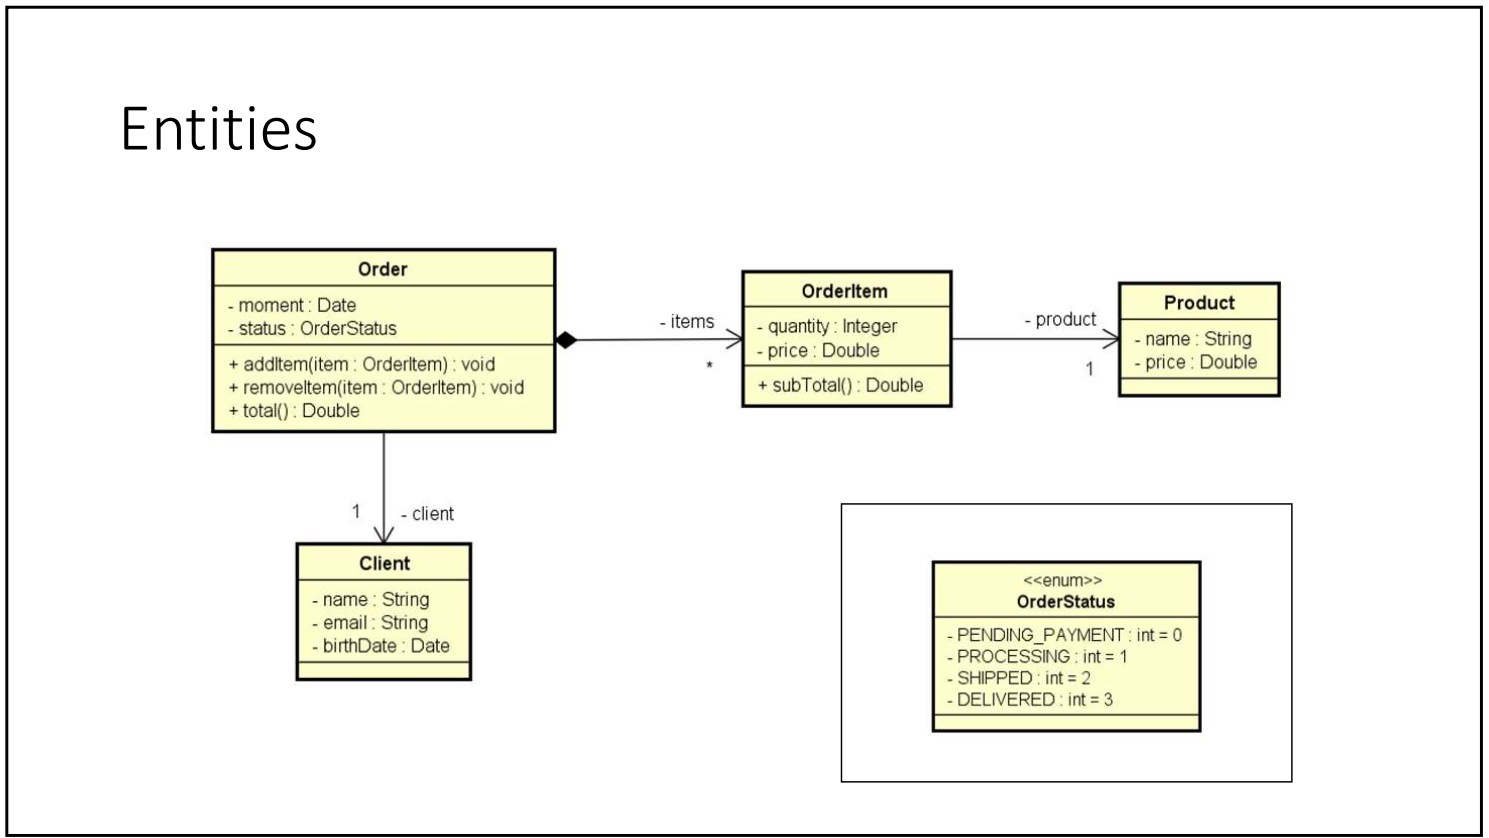 Entities
Order
- moment : Date
- status : OrderStatus
+ addItem(item : OrderItem) : void
+ removeItem(item : OrderItem) : void
+ total() : Double
- items
*
OrderItem
- quantity : Integer
- price : Double
+ subTotal() : Double
- product
1
Product
- name : String
- price : Double
1
- client
Client
- name : String
- email : String
- birthDate : Date
<<enum>>
OrderStatus
- PENDING_PAYMENT : int = 0
- PROCESSING : int = 1
- SHIPPED : int = 2
- DELIVERED : int = 3